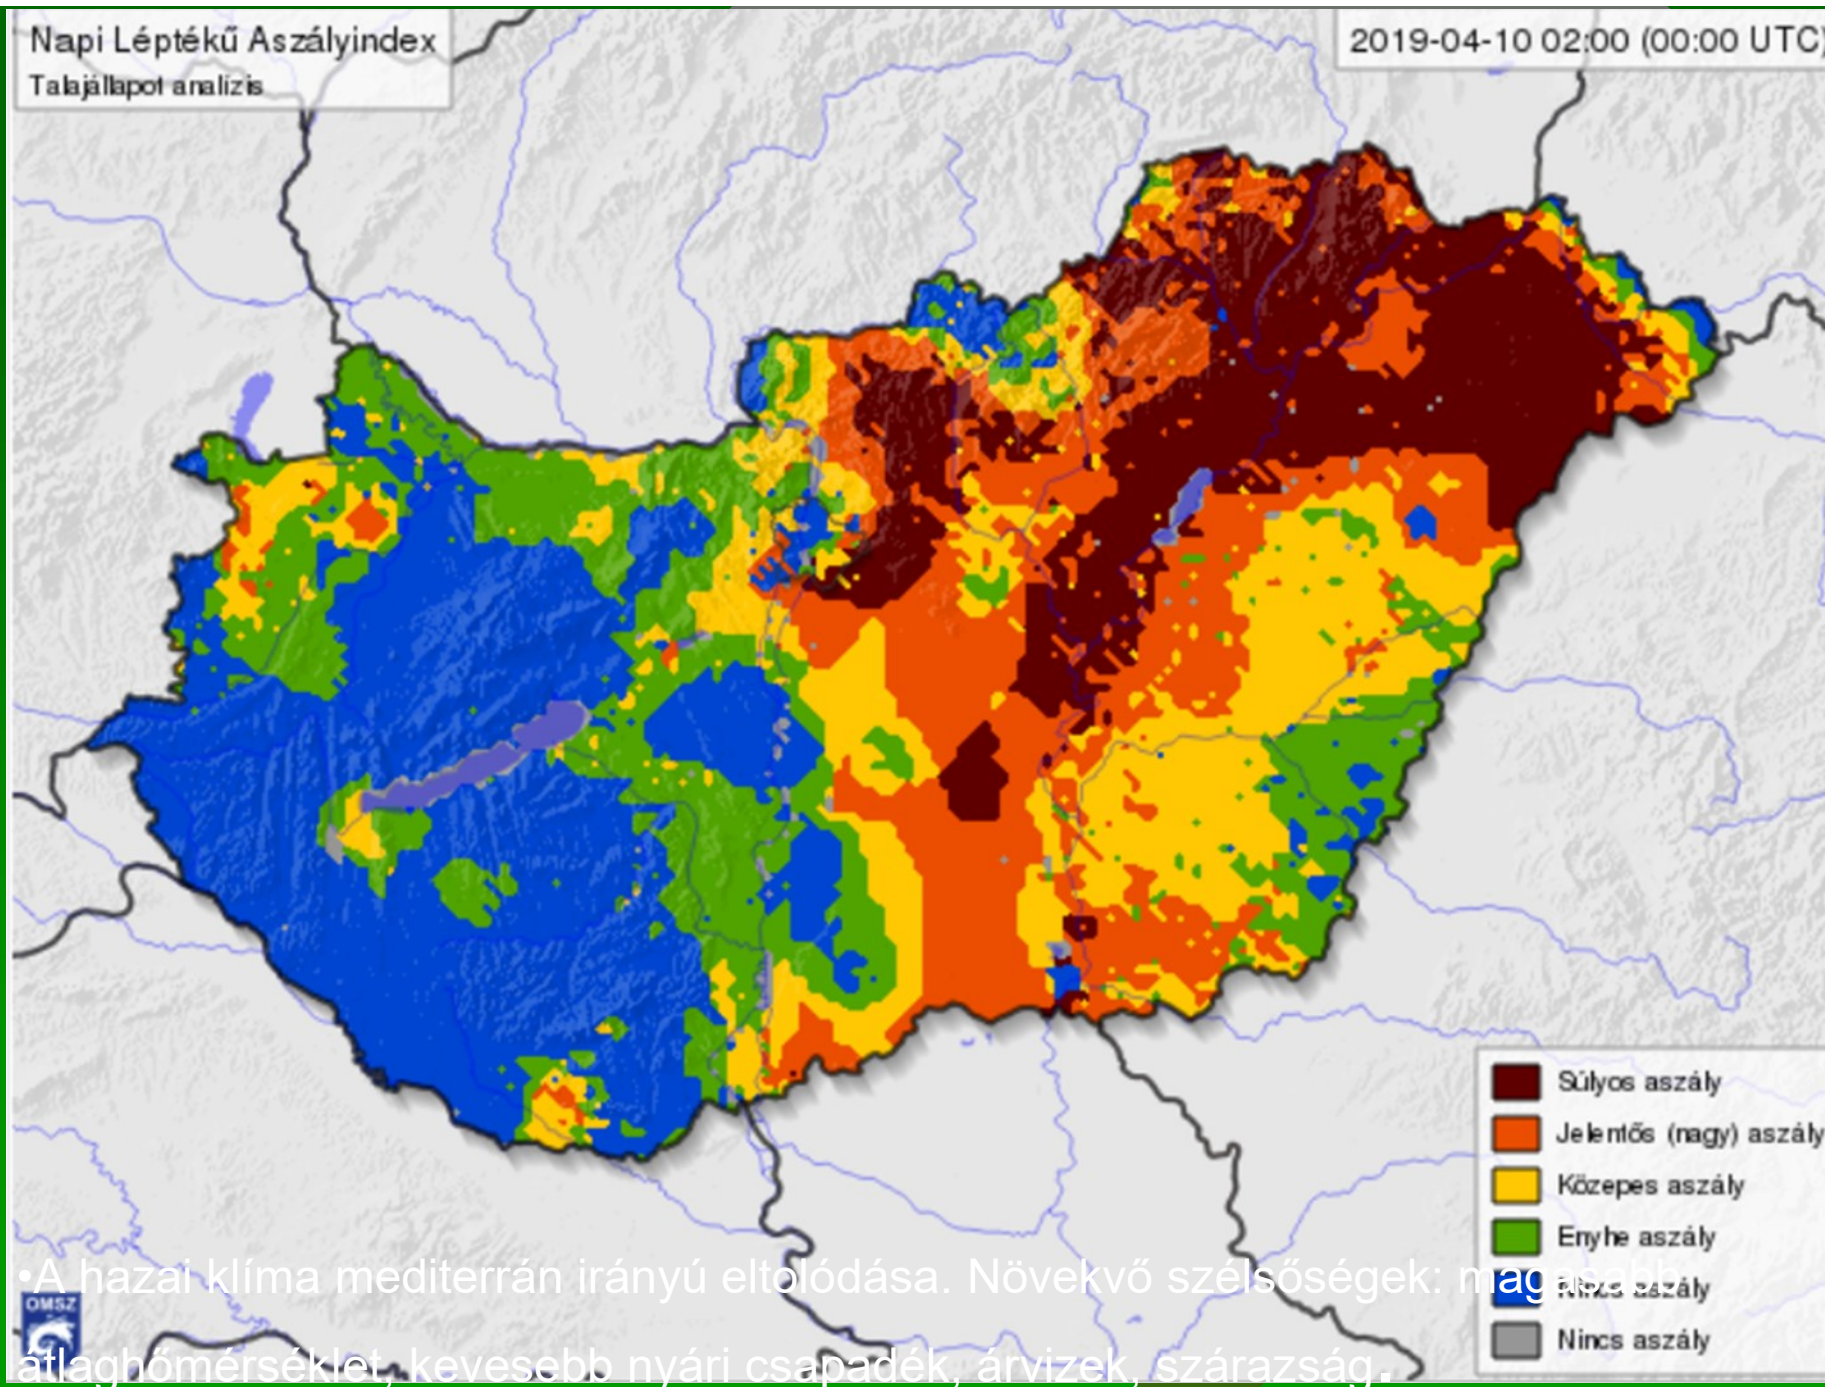 Napi Léptékű Aszályindex
Talajállapot analízis
2019-04-10 02:00 (00:00 UTC)
Súlyos aszály
Jelentős (nagy) aszály
Közepes aszály
Enyhe aszály
Nincs aszály
Nincs aszály
•A hazai klíma mediterrán irányú eltolódása. Növekvő szélsőségek: magasabb
OMSZ
átlaghőmérséklet, kevesebb nyári csapadék, árvizek, szárazság.